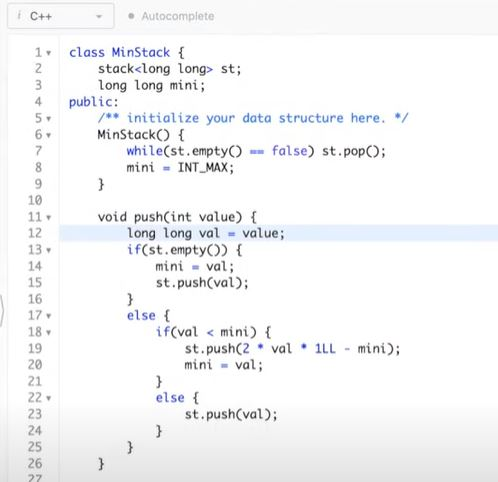 i C++ Autocomplete
1 class MinStack {
2 stack<long long> st;
3 long long mini;
4 public:
5 /** initialize your data structure here. */
6 MinStack() {
7 while(st.empty() == false) st.pop();
8 mini = INT_MAX;
9 }
10
11 void push(int value) {
12 long long val = value;
13 if(st.empty()) {
14 mini = val;
15 st.push(val);
16 }
17 else {
18 if(val < mini) {
19 st.push(2 * val * 1LL - mini);
20 mini = val;
21 }
22 else {
23 st.push(val);
24 }
25 }
26 }
27